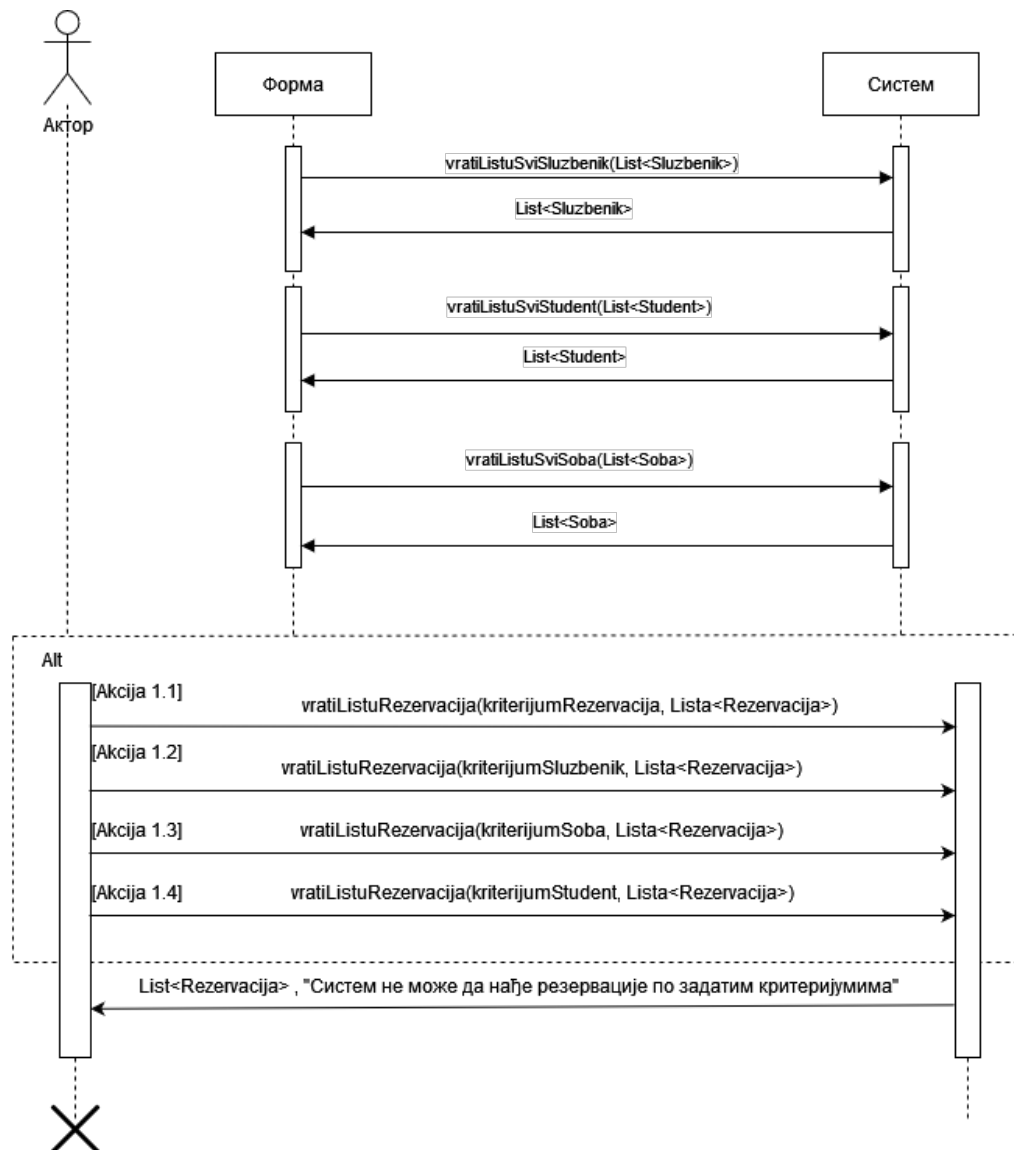 Форма
Систем
Актор
vratiListuSviSluzbenik(List<Sluzbenik>)
List<Sluzbenik>
vratiListuSviStudent(List<Student>)
List<Student>
vratiListuSviSoba(List<Soba>)
List<Soba>
Alt
[Akcija 1.1]
vratiListuRezervacija(kriterijumRezervacija, Lista<Rezervacija>)
[Akcija 1.2]
vratiListuRezervacija(kriterijumSluzbenik, Lista<Rezervacija>)
[Akcija 1.3] vratiListuRezervacija(kriterijumSoba, Lista<Rezervacija>)
[Akcija 1.4] vratiListuRezervacija(kriterijumStudent, Lista<Rezervacija>)
List<Rezervacija> , "Систем не може да нађе резервације по задатим критеријумима"